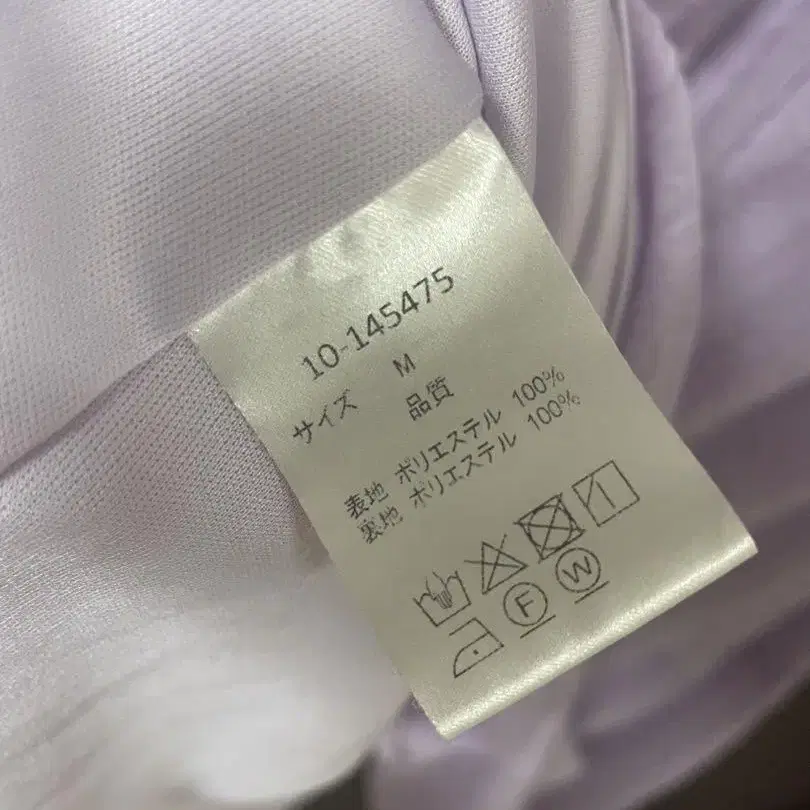 10-145475
サイズ M
品質
表地 ポリエステル 100%
裏地 ポリエステル 100%
F W